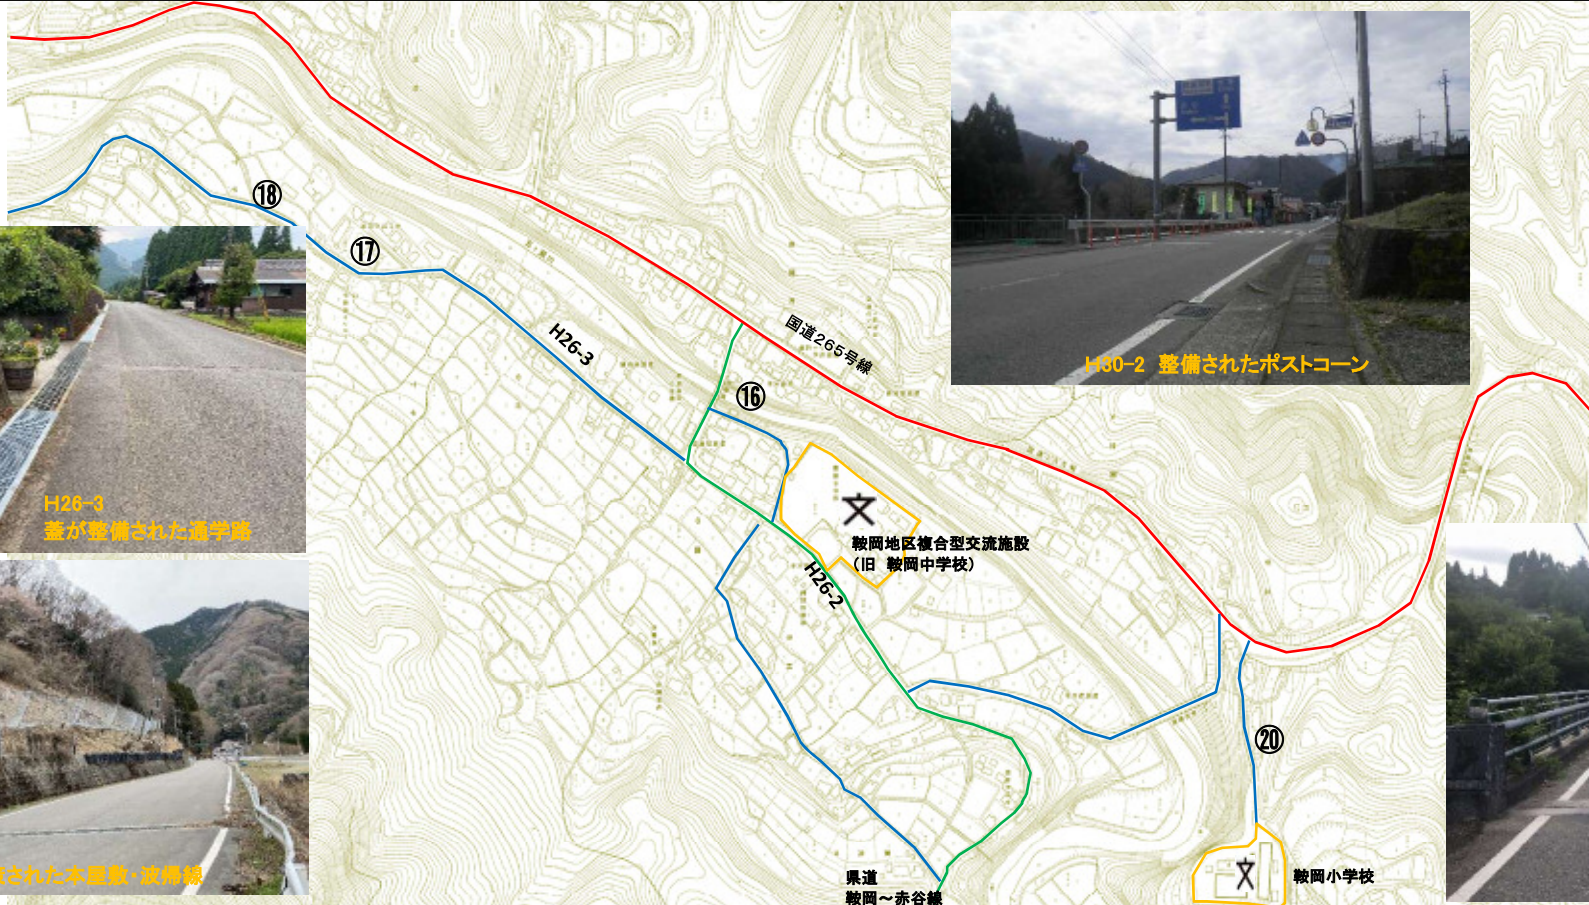 ⑱
⑰
H26-3
国道265号線
⑯
H30-2 整備されたポストコーン
H26-3
蓋が整備された通学路
文
鞍岡地区複合型交流施設
（旧 鞍岡中学校）
H26-2
⑳
された本屋敷・波帰線
県道
鞍岡～赤谷線
文
鞍岡小学校